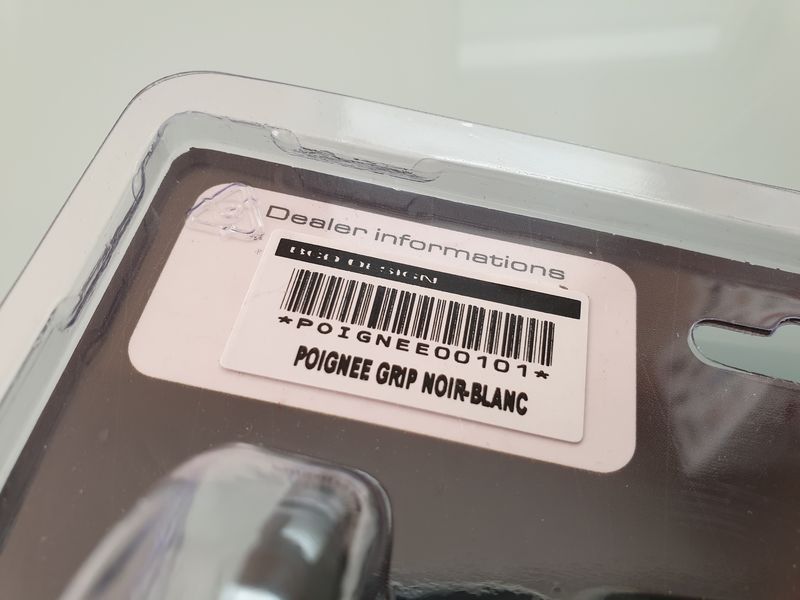 Dealer informations
BCD DESIGN
*POIGNEE00101*
POIGNEE GRIP NOIR-BLANC